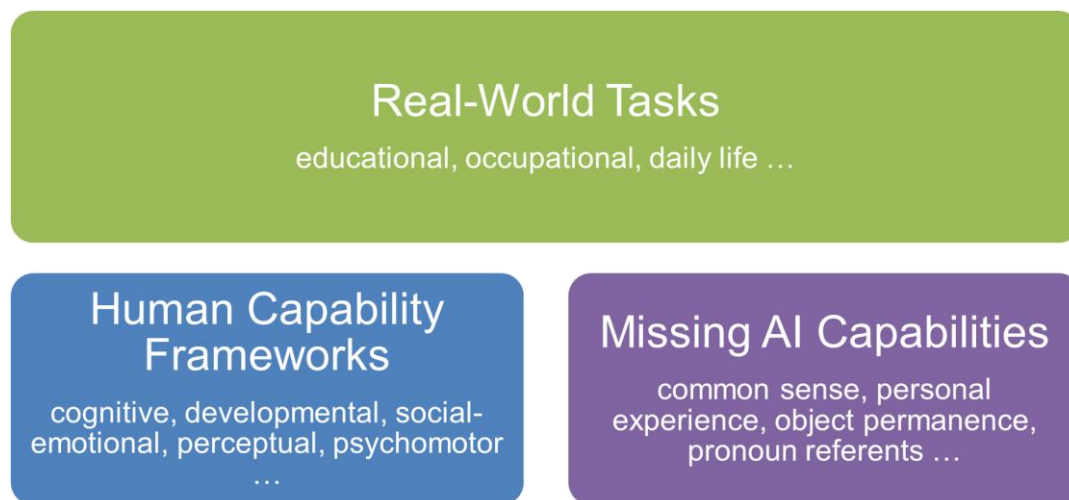 Real-World Tasks
educational, occupational, daily life …
Human Capability
Frameworks
cognitive, developmental, social-
emotional, perceptual, psychomotor
…
Missing AI Capabilities
common sense, personal
experience, object permanence,
pronoun referents …